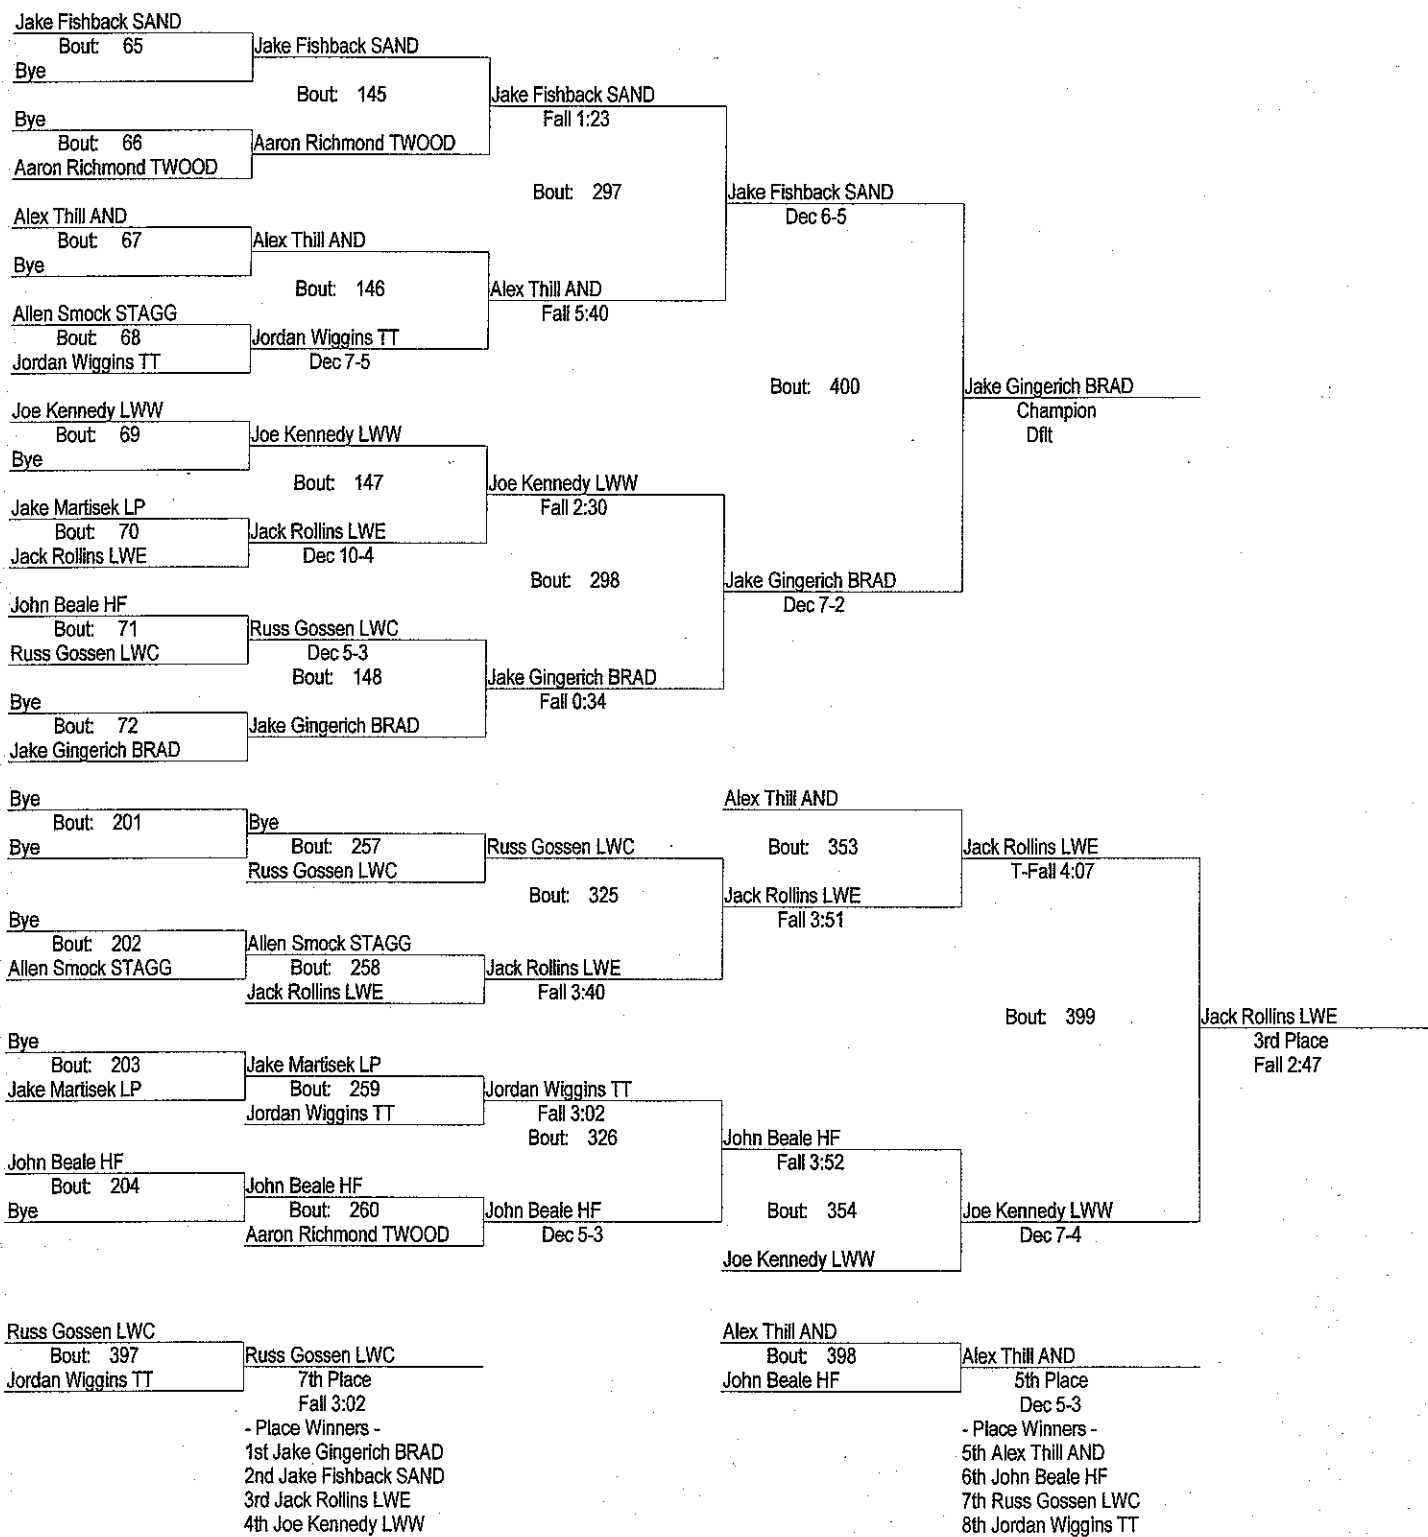 Jake Fishback SAND
Bout: 65
Bye
Jake Fishback SAND
Bout: 145
Bye
Bout: 66
Aaron Richmond TWOOD
Aaron Richmond TWOOD
Jake Fishback SAND
Fall 1:23
Bout: 297
Alex Thill AND
Bout: 67
Bye
Alex Thill AND
Bout: 146
Allen Smock STAGG
Bout: 68
Jordan Wiggins TT
Jordan Wiggins TT
Dec 7-5
Alex Thill AND
Fall 5:40
Jake Fishback SAND
Dec 6-5
Bout: 400
Joe Kennedy LWW
Bout: 69
Bye
Joe Kennedy LWW
Bout: 147
Jake Martisek LP
Bout: 70
Jack Rollins LWE
Jack Rollins LWE
Dec 10-4
Joe Kennedy LWW
Fall 2:30
Bout: 298
John Beale HF
Bout: 71
Russ Gossen LWC
Russ Gossen LWC
Dec 5-3
Bout: 148
Bye
Bout: 72
Jake Gingerich BRAD
Jake Gingerich BRAD
Jake Gingerich BRAD
Fall 0:34
Jake Gingerich BRAD
Dec 7-2
Jake Gingerich BRAD
Champion
Dflt
Bye
Bout: 201
Bye
Bye
Bout: 257
Russ Gossen LWC
Russ Gossen LWC
Bout: 325
Bye
Bout: 202
Allen Smock STAGG
Allen Smock STAGG
Bout: 258
Jack Rollins LWE
Jack Rollins LWE
Fall 3:40
Alex Thill AND
Bout: 353
Jack Rollins LWE
Fall 3:51
Jack Rollins LWE
T-Fall 4:07
Bout: 399
Bye
Bout: 203
Jake Martisek LP
Jake Martisek LP
Bout: 259
Jordan Wiggins TT
Jordan Wiggins TT
Fall 3:02
Bout: 326
John Beale HF
Bout: 204
Bye
John Beale HF
Bout: 260
Aaron Richmond TWOOD
John Beale HF
Dec 5-3
John Beale HF
Fall 3:52
Bout: 354
Joe Kennedy LWW
Joe Kennedy LWW
Dec 7-4
Jack Rollins LWE
3rd Place
Fall 2:47
Russ Gossen LWC
Bout: 397
Jordan Wiggins TT
Russ Gossen LWC
7th Place
Fall 3:02
- Place Winners -
1st Jake Gingerich BRAD
2nd Jake Fishback SAND
3rd Jack Rollins LWE
4th Joe Kennedy LWW
Alex Thill AND
Bout: 398
John Beale HF
Alex Thill AND
5th Place
Dec 5-3
- Place Winners -
5th Alex Thill AND
6th John Beale HF
7th Russ Gossen LWC
8th Jordan Wiggins TT